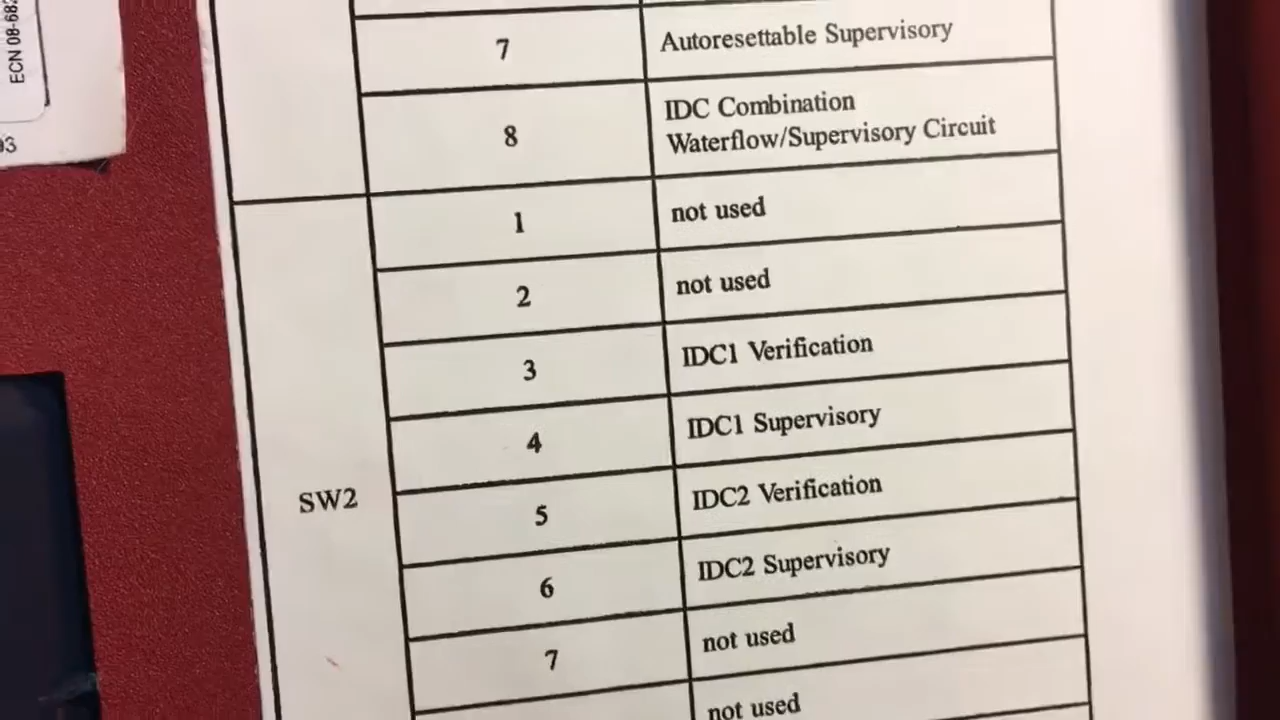 ECN 08-682
93
7 Autoresettable Supervisory
8 IDC Combination
Waterflow/Supervisory Circuit
SW2
1 not used
2 not used
3 IDC1 Verification
4 IDC1 Supervisory
5 IDC2 Verification
6 IDC2 Supervisory
7 not used
not used